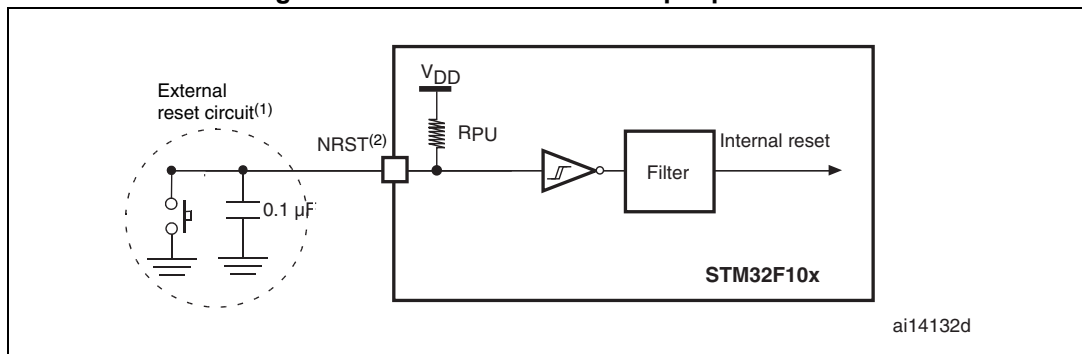 External
reset circuit(1)
VDD
RPU
NRST(2)
0.1 µF
Filter
Internal reset
STM32F10x
ai14132d